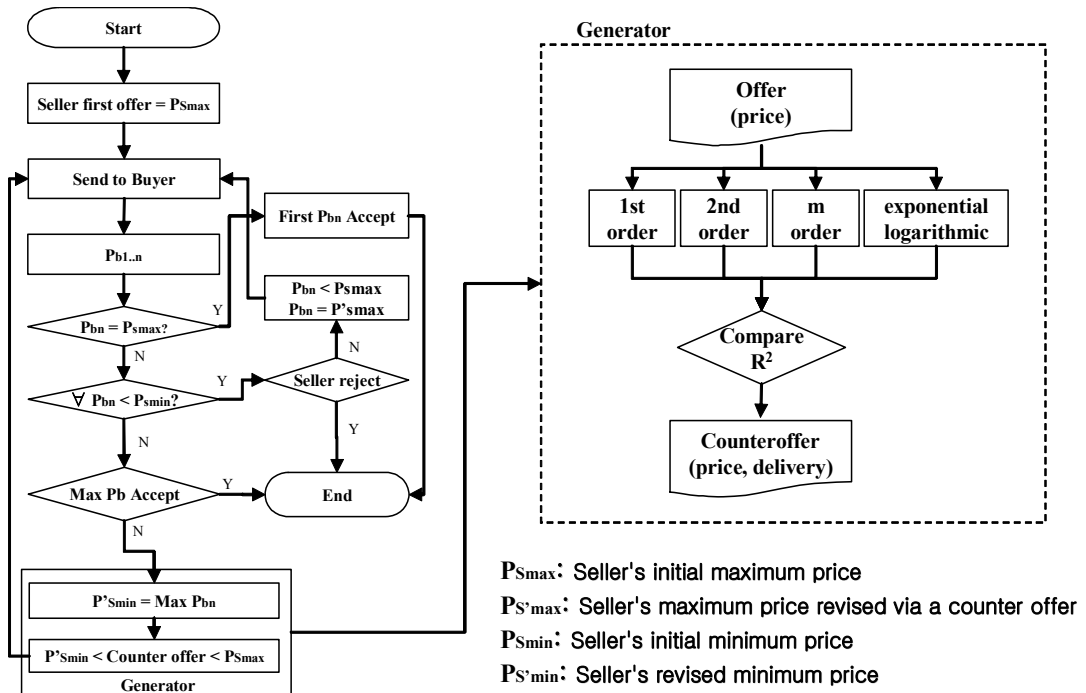 Start
Seller first offer = PSmax
Send to Buyer
Pb1..n
Pbn = Psmax?
Y
N
∀ Pbn < Psmin?
Y
N
Max Pb Accept
Y
N
P'Smin = Max Pbn
P'Smin < Counter offer < PSmax
Generator
First Pbn Accept
Pbn < Psmax
Pbn = P'smax
N
Seller reject
Y
End
Generator
Offer
(price)
1st
order
2nd
order
m
order
exponential
logarithmic
Compare
R²
Counteroffer
(price, delivery)
PSmax: Seller's initial maximum price
PS'max: Seller's maximum price revised via a counter offer
PSmin: Seller's initial minimum price
PS'min: Seller's revised minimum price